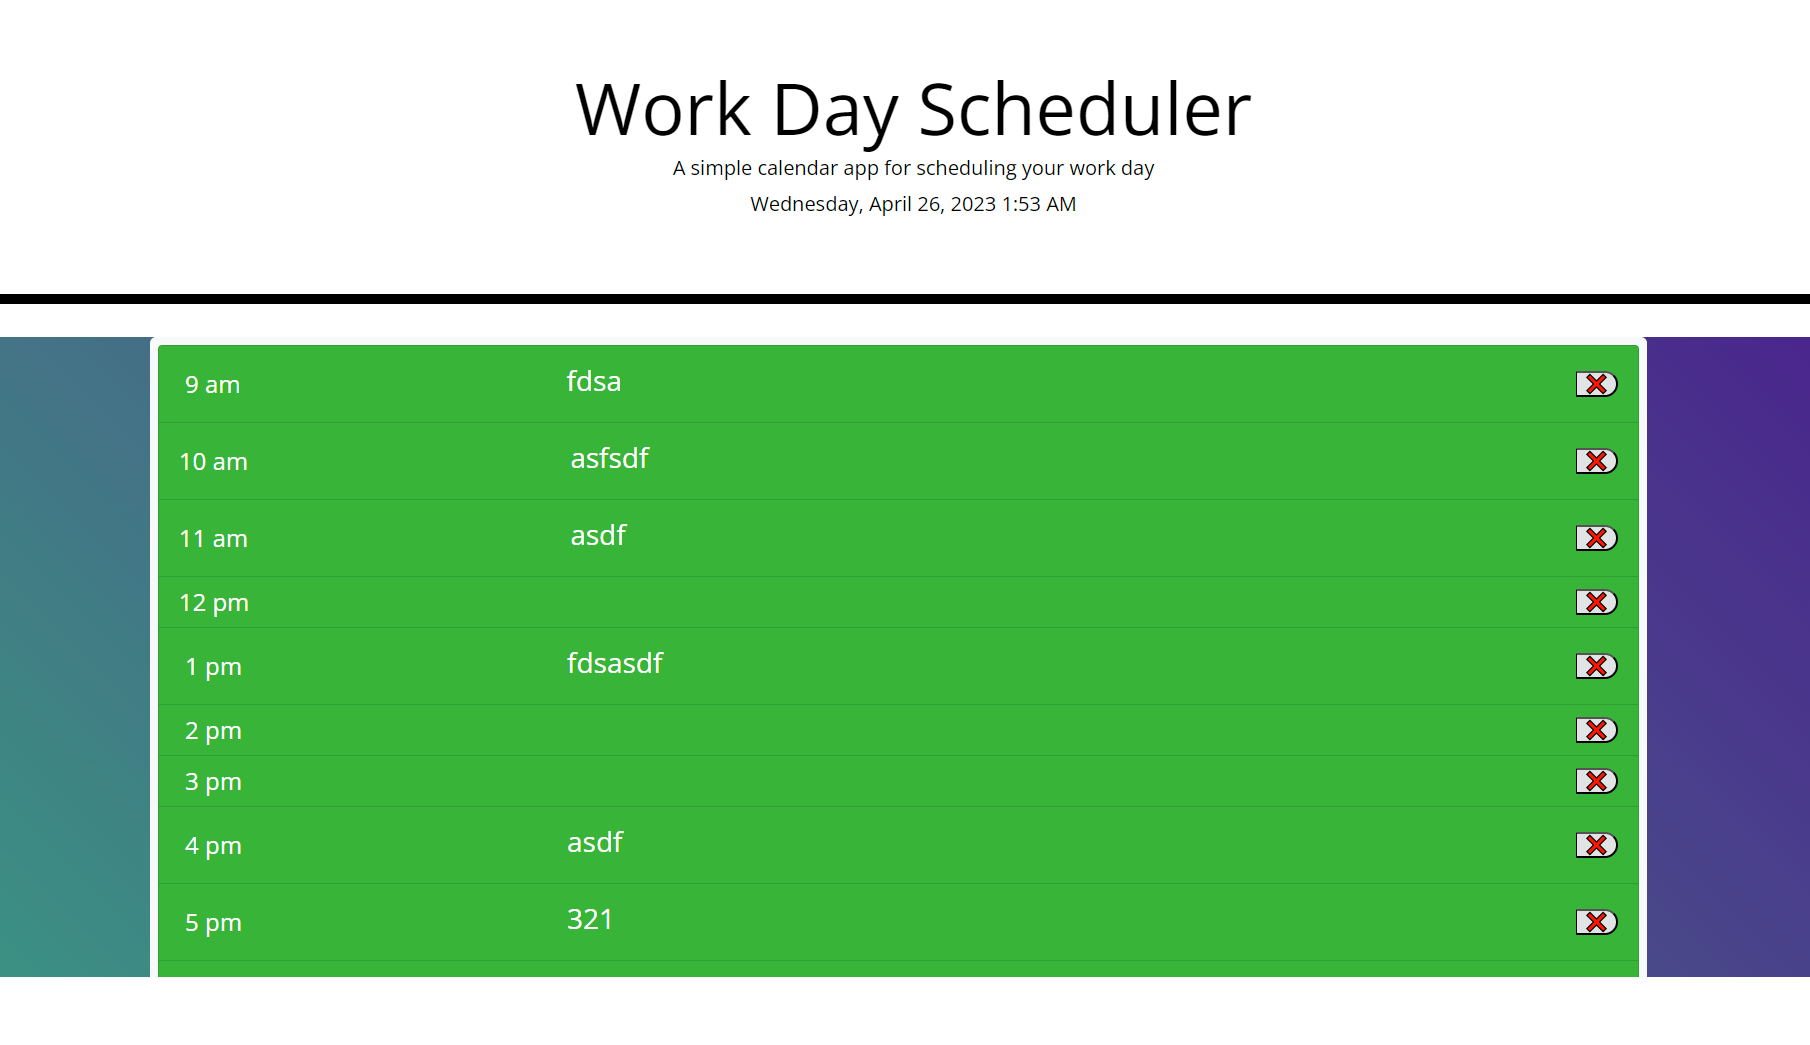 Work Day Scheduler
A simple calendar app for scheduling your work day
Wednesday, April 26, 2023 1:53 AM
9 am fdsa
10 am asfsdf
11 am asdf
12 pm
1 pm fdsasdf
2 pm
3 pm
4 pm asdf
5 pm 321